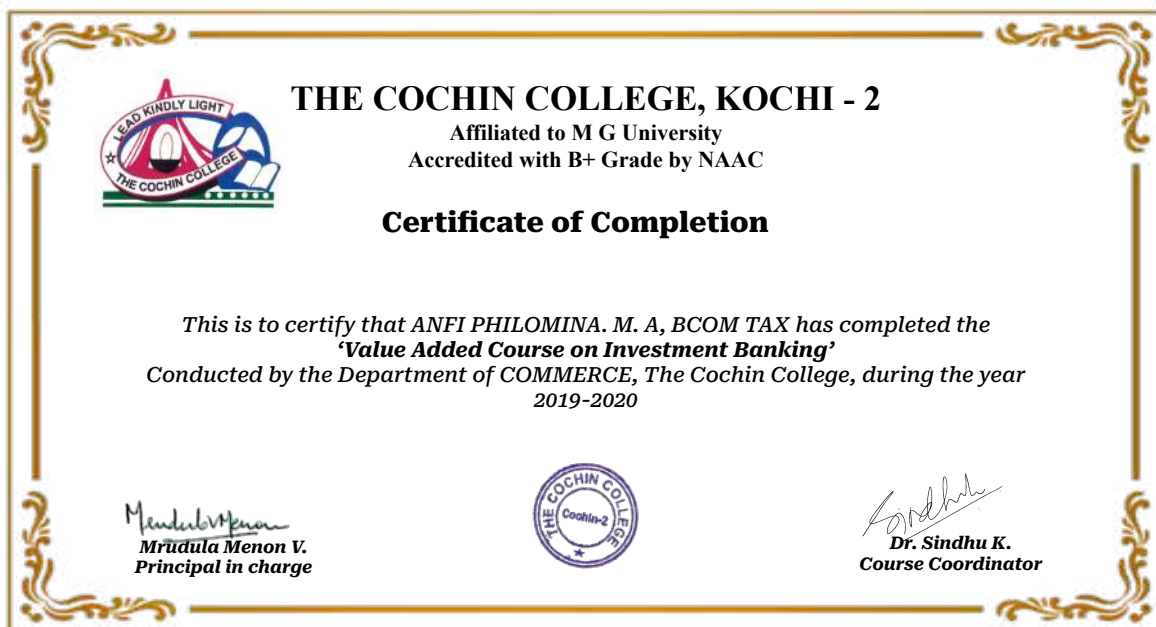 LEAD KINDLY LIGHT
THE COCHIN COLLEGE
THE COCHIN COLLEGE, KOCHI - 2
Affiliated to M G University
Accredited with B+ Grade by NAAC
Certificate of Completion
This is to certify that ANFI PHILOMINA. M. A, BCOM TAX has completed the
‘Value Added Course on Investment Banking’
Conducted by the Department of COMMERCE, The Cochin College, during the year
2019-2020
THE COCHIN COLLEGE
Cochin-2
Mrudula Menon V.
Principal in charge
Sindhu
Dr. Sindhu K.
Course Coordinator